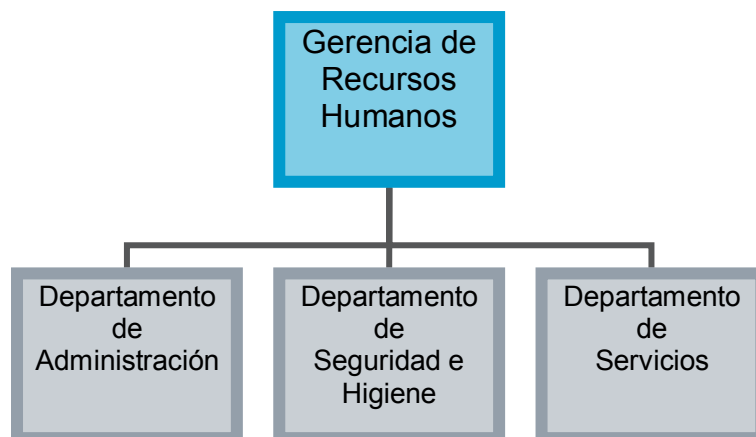 Gerencia de
Recursos
Humanos
Departamento
de
Administración
Departamento
de
Seguridad e
Higiene
Departamento
de
Servicios